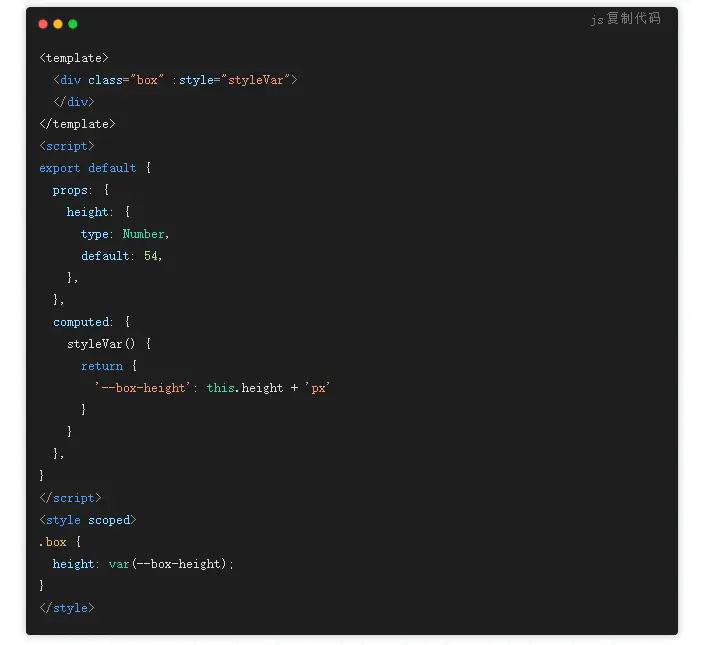 js复制代码
<template>
  <div class="box" :style="styleVar">
  </div>
</template>
<script>
export default {
  props: {
    height: {
      type: Number,
      default: 54,
    },
  },
  computed: {
    styleVar() {
      return {
        '--box-height': this.height + 'px'
      }
    }
  },
}
</script>
<style scoped>
.box {
  height: var(--box-height);
}
</style>